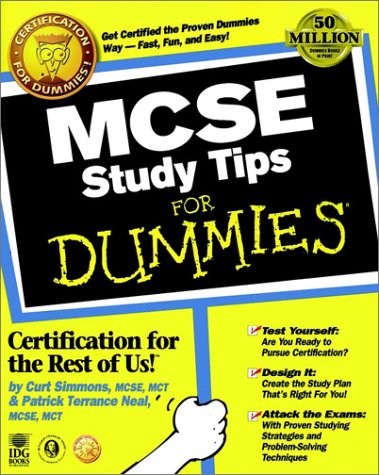 CERTIFICATION
FOR DUMMIES!
Get Certified the Proven Dummies
Way — Fast, Fun, and Easy!
50
MILLION
DUMMIES BOOKS
IN PRINT
MCSE
Study Tips
FOR
DUMMIES®
Certification for
the Rest of Us!™
by Curt Simmons, MCSE, MCT
& Patrick Terrance Neal,
MCSE, MCT
Test Yourself:
Are You Ready to
Pursue Certification?
Design It:
Create the Study Plan
That's Right For You!
Attack the Exams:
With Proven Studying
Strategies and
Problem-Solving
Techniques
IDG
BOOKS
WORLDWIDE